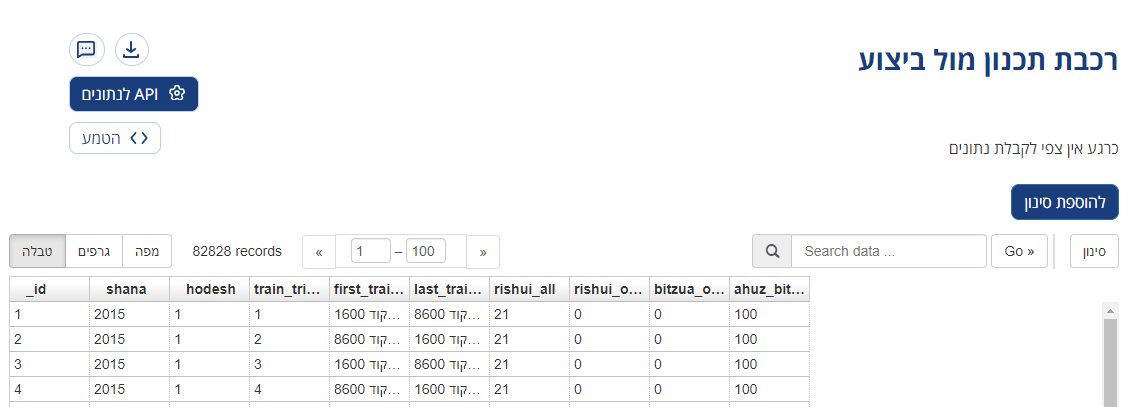 רכבת תכנון מול ביצוע
API לנתונים
הטמע
כרגע אין צפי לקבלת נתונים
להוספת סינון
טבלה גרפים מפה 82828 records « 1 – 100 » Search data ... Go » סינון
_id shana hodesh train_tri... first_trai... last_trai... rishui_all rishui_o... bitzua_o... ahuz_bit...
1 2015 1 1 קוד 1600... קוד 8600... 21 0 0 100
2 2015 1 2 קוד 8600... קוד 1600... 21 0 0 100
3 2015 1 3 קוד 1600... קוד 8600... 21 0 0 100
4 2015 1 4 קוד 8600... קוד 1600... 21 0 0 100